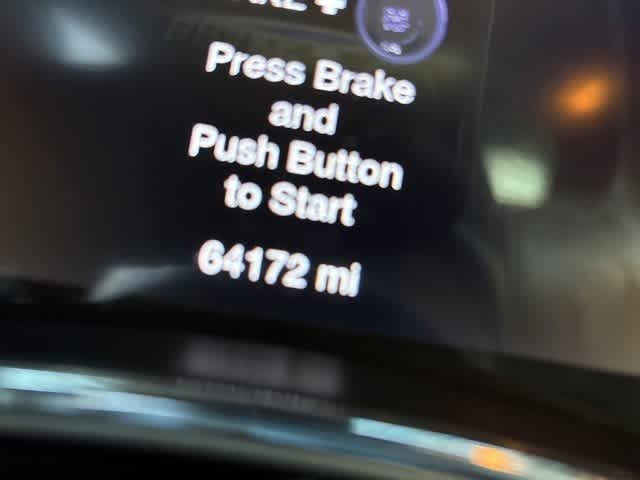 Press Brake
and
Push Button
to Start
64172 mi